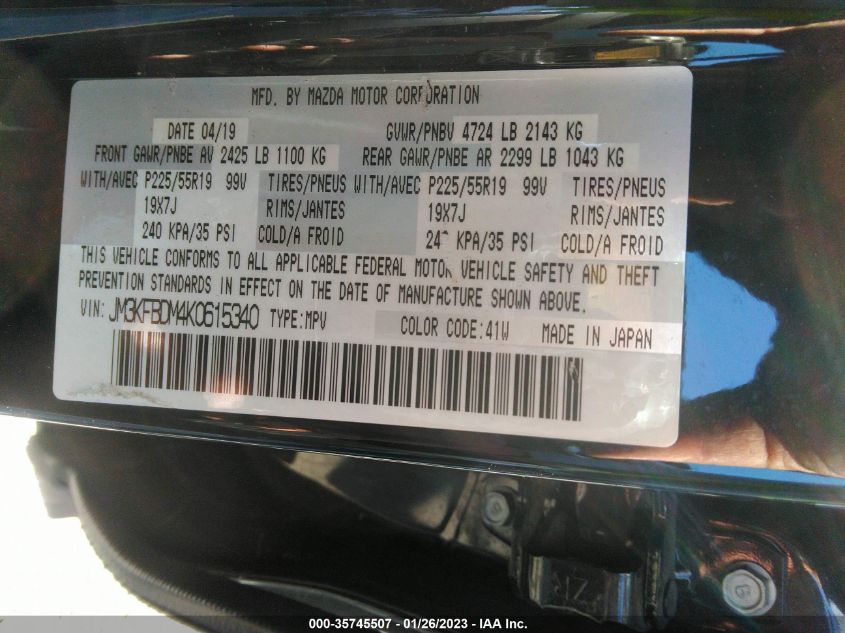 MFD. BY MAZDA MOTOR CORPORATION
DATE 04/19 GVWR/PNBV 4724 LB 2143 KG
FRONT GAWR/PNBE AV 2425 LB 1100 KG REAR GAWR/PNBE AR 2299 LB 1043 KG
WITH/AVEC P225/55R19 99V TIRES/PNEUS WITH/AVEC P225/55R19 99V TIRES/PNEUS
19X7J RIMS/JANTES 19X7J RIMS/JANTES
240 KPA/35 PSI COLD/A FROID 24 KPA/35 PSI COLD/A FROID
THIS VEHICLE CONFORMS TO ALL APPLICABLE FEDERAL MOTOR VEHICLE SAFETY AND THEFT
PREVENTION STANDARDS IN EFFECT ON THE DATE OF MANUFACTURE SHOWN ABOVE.
VIN: JM3KFBDM4K0615340 TYPE:MPV COLOR CODE:41W MADE IN JAPAN
000-35745507 - 01/26/2023 - IAA Inc.